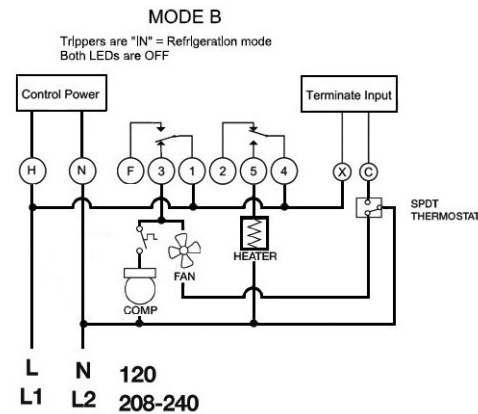 MODE B
Trippers are "IN" = Refrigeration mode
Both LEDs are OFF
Control Power
Terminate Input
H N F 3 1 2 5 4 X C
SPDT
THERMOSTAT
HEATER
FAN
COMP
L N 120
L1 L2 208-240